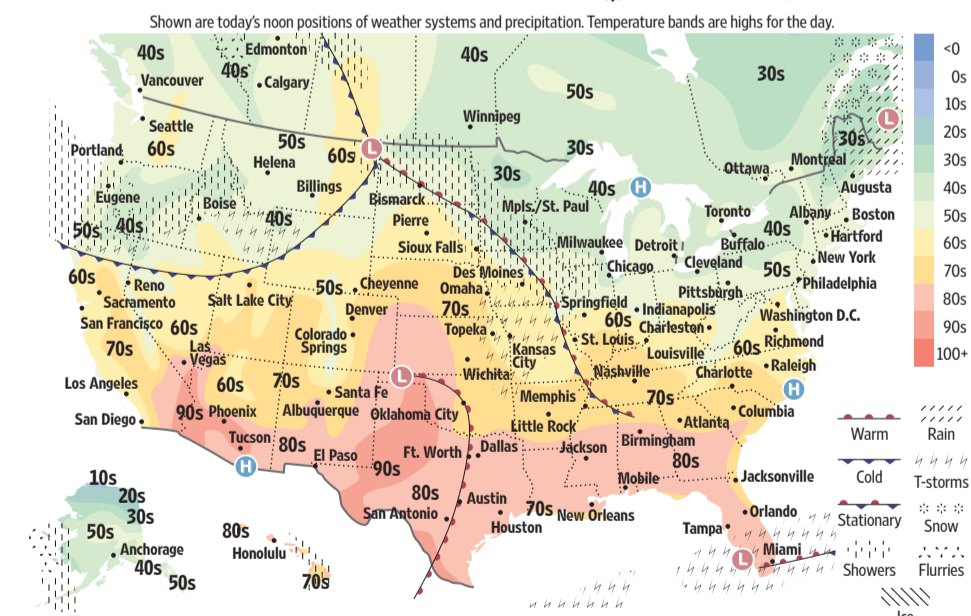 Shown are today's noon positions of weather systems and precipitation. Temperature bands are highs for the day.
40s
Edmonton
40s
Calgary
Vancouver
40s
50s
30s
Seattle
Winnipeg
L
Portland
60s
50s
60s
L
30s
30s
Helena
Billings
30s
40s
H
Ottawa
Montreal
Augusta
Eugene
Boise
40s
50s
40s
Bismarck
Pierre
Mpls./St. Paul
Sioux Falls
Toronto
Buffalo
40s
Albany
Boston
Hartford
New York
Milwaukee
Detroit
Cleveland
Chicago
Pittsburgh
50s
Philadelphia
60s
Reno
Sacramento
San Francisco
Salt Lake City
50s
Cheyenne
Denver
Colorado
Springs
Des Moines
Omaha
70s
Topeka
Kansas
City
Springfield
Indianapolis
60s
Charleston
St. Louis
Louisville
Washington D.C.
60s
Richmond
Raleigh
70s
60s
Las
Vegas
Los Angeles
60s
70s
Santa Fe
Albuquerque
L
Wichita
Oklahoma City
Nashville
Memphis
Little Rock
70s
Charlotte
H
Columbia
Atlanta
San Diego
90s
Phoenix
Tucson
H
80s
El Paso
90s
Ft. Worth
Dallas
Jackson
Birmingham
80s
Mobile
Jacksonville
80s
Austin
San Antonio
Houston
70s
New Orleans
Orlando
Tampa
L
Miami
10s
20s
30s
50s
Anchorage
40s
50s
80s
Honolulu
70s
<0
0s
10s
20s
30s
40s
50s
60s
70s
80s
90s
100+
Warm
Rain
Cold
T-storms
Stationary
Snow
Showers
Flurries